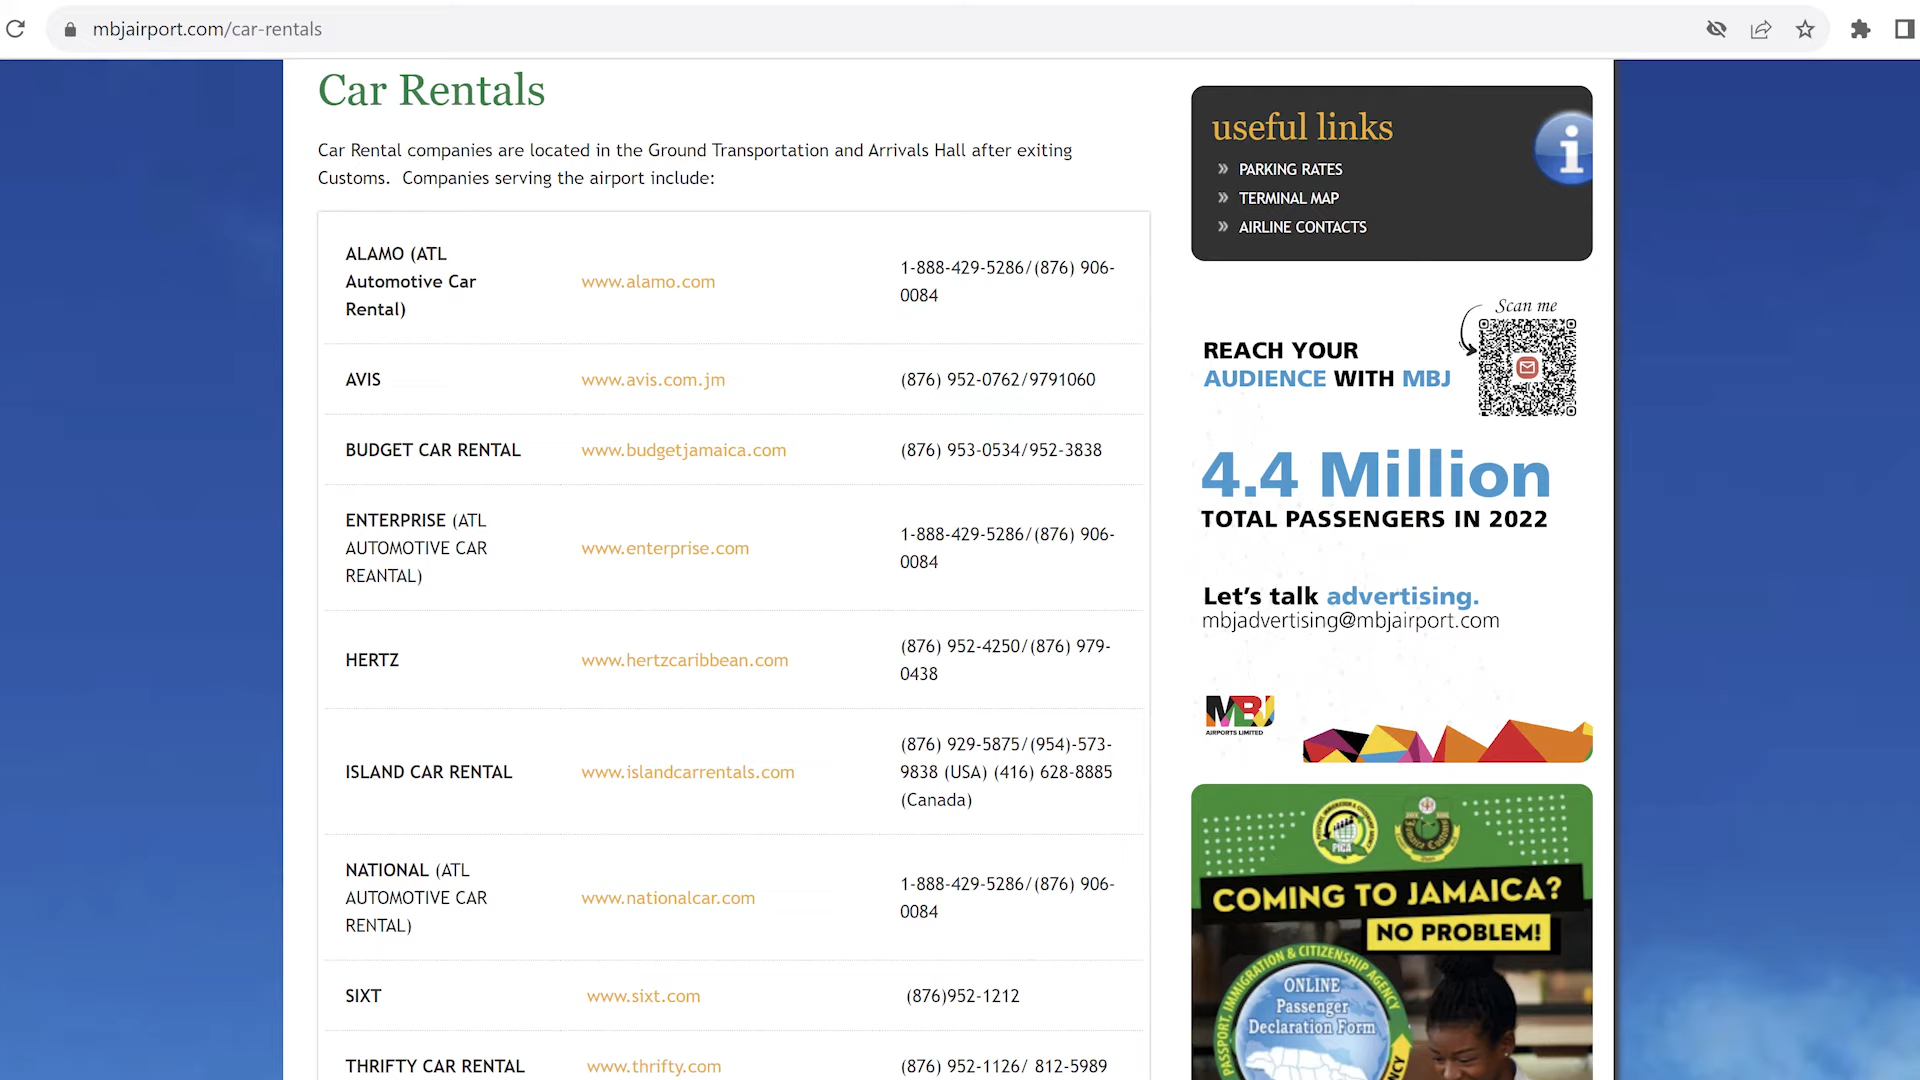 mbjairport.com/car-rentals
Car Rentals
Car Rental companies are located in the Ground Transportation and Arrivals Hall after exiting
Customs. Companies serving the airport include:
ALAMO (ATL
Automotive Car
Rental)
www.alamo.com
1-888-429-5286/(876) 906-
0084
AVIS
www.avis.com.jm
(876) 952-0762/9791060
BUDGET CAR RENTAL
www.budgetjamaica.com
(876) 953-0534/952-3838
ENTERPRISE (ATL
AUTOMOTIVE CAR
REANTAL)
www.enterprise.com
1-888-429-5286/(876) 906-
0084
HERTZ
www.hertzcaribbean.com
(876) 952-4250/(876) 979-
0438
ISLAND CAR RENTAL
www.islandcarrentals.com
(876) 929-5875/(954)-573-
9838 (USA) (416) 628-8885
(Canada)
NATIONAL (ATL
AUTOMOTIVE CAR
RENTAL)
www.nationalcar.com
1-888-429-5286/(876) 906-
0084
SIXT
www.sixt.com
(876)952-1212
THRIFTY CAR RENTAL
www.thrifty.com
(876) 952-1126/ 812-5989
useful links
» PARKING RATES
» TERMINAL MAP
» AIRLINE CONTACTS
Scan me
REACH YOUR
AUDIENCE WITH MBJ
4.4 Million
TOTAL PASSENGERS IN 2022
Let's talk advertising.
mbjadvertising@mbjairport.com
MBJ
AIRPORTS LIMITED
PICA
COMING TO JAMAICA?
NO PROBLEM!
PASSPORT, IMMIGRATION & CITIZENSHIP AGENCY
ONLINE
Passenger
Declaration Form